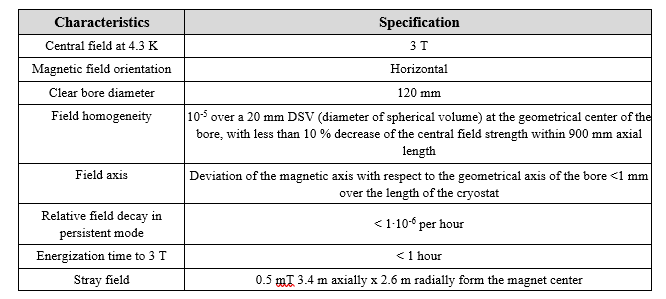 Characteristics Specification
Central field at 4.3 K 3 T
Magnetic field orientation Horizontal
Clear bore diameter 120 mm
Field homogeneity 10⁻⁵ over a 20 mm DSV (diameter of spherical volume) at the geometrical center of the
bore, with less than 10 % decrease of the central field strength within 900 mm axial
length
Field axis Deviation of the magnetic axis with respect to the geometrical axis of the bore <1 mm
over the length of the cryostat
Relative field decay in
persistent mode
< 1·10⁻⁶ per hour
Energization time to 3 T < 1 hour
Stray field 0.5 mT 3.4 m axially x 2.6 m radially form the magnet center